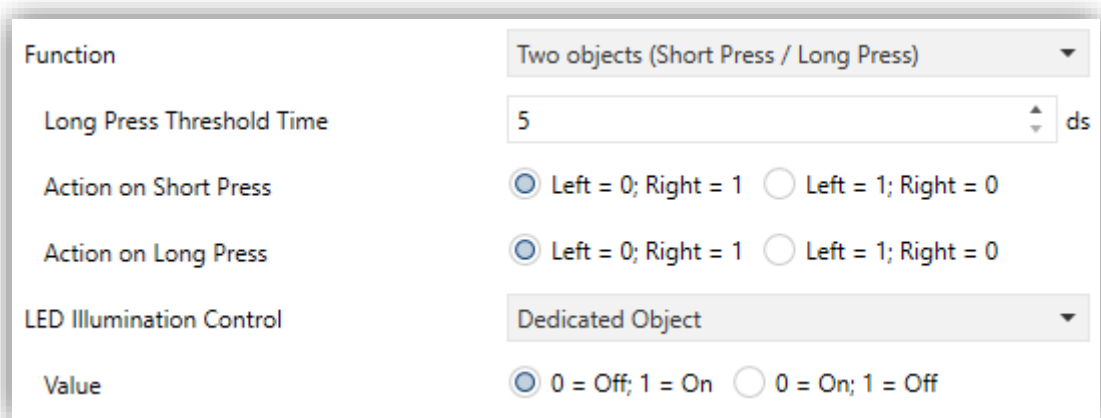 Function Two objects (Short Press / Long Press)
Long Press Threshold Time 5 ds
Action on Short Press Left = 0; Right = 1 Left = 1; Right = 0
Action on Long Press Left = 0; Right = 1 Left = 1; Right = 0
LED Illumination Control Dedicated Object
Value 0 = Off; 1 = On 0 = On; 1 = Off